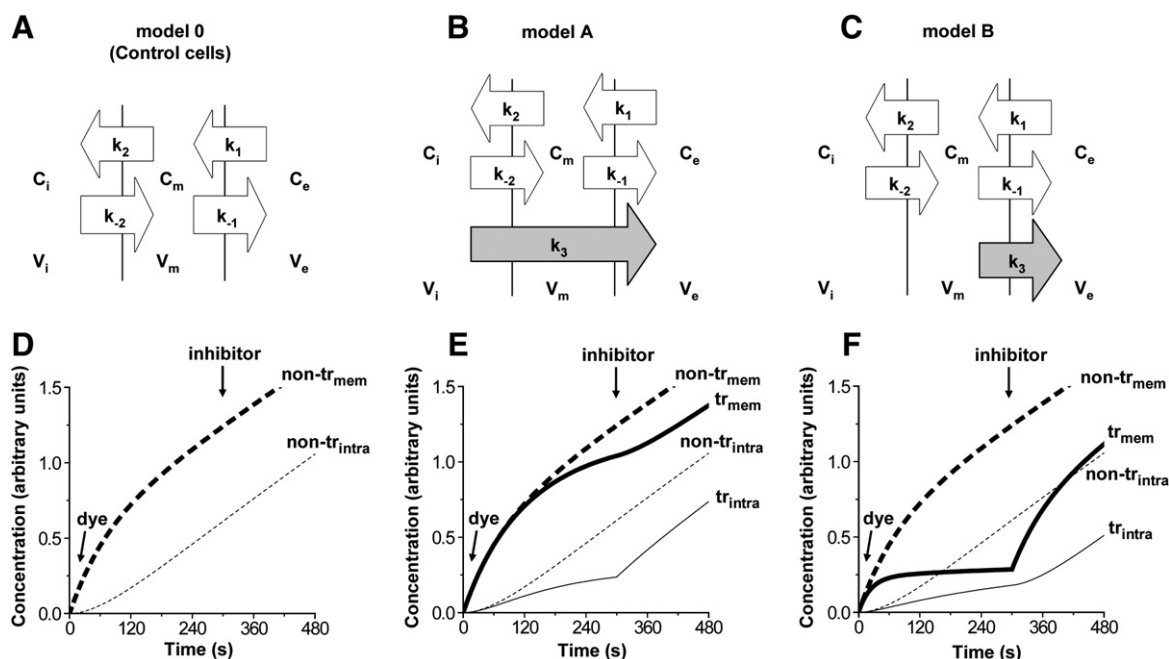 A
model 0
(Control cells)
k2
k1
Ci
Cm
Ce
k-2
k-1
Vi
Vm
Ve
B
model A
k2
k1
Ci
Cm
Ce
k-2
k-1
k3
Vi
Vm
Ve
C
model B
k2
k1
Ci
Cm
Ce
k-2
k-1
k3
Vi
Vm
Ve
D
inhibitor
non-trmem
non-trintra
dye
Concentration (arbitrary units)
1.5
1.0
0.5
0.0
0 120 240 360 480
Time (s)
E
inhibitor
non-trmem
trmem
non-trintra
trintra
dye
Concentration (arbitrary units)
1.5
1.0
0.5
0.0
0 120 240 360 480
Time (s)
F
inhibitor
non-trmem
trmem
non-trintra
trintra
dye
Concentration (arbitrary units)
1.5
1.0
0.5
0.0
0 120 240 360 480
Time (s)